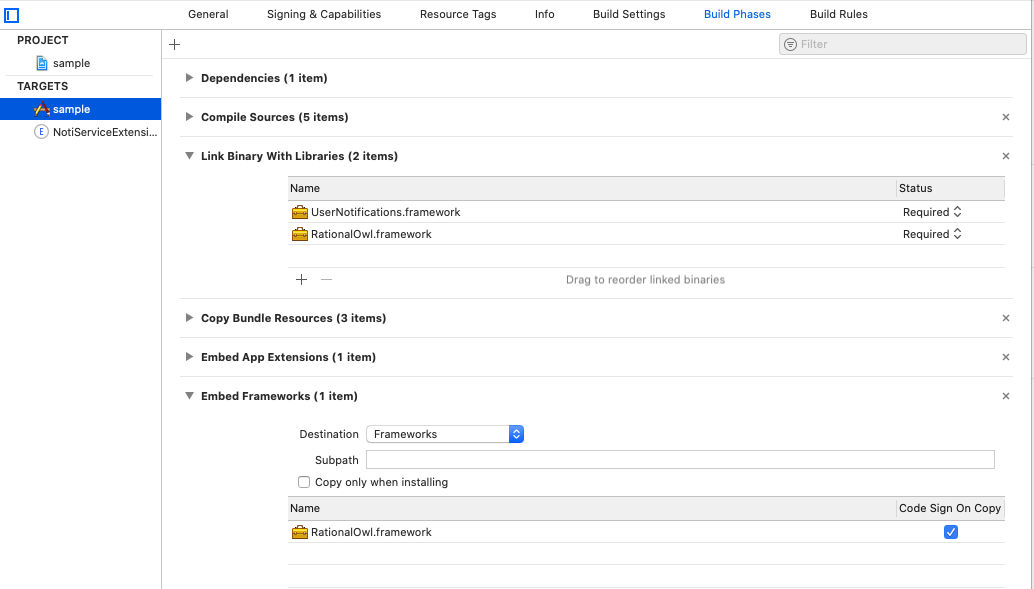 General Signing & Capabilities Resource Tags Info Build Settings Build Phases Build Rules
PROJECT
sample
TARGETS
sample
E NotiServiceExtensi...
Filter
Dependencies (1 item)
Compile Sources (5 items)
Link Binary With Libraries (2 items)
Name Status
UserNotifications.framework Required
RationalOwl.framework Required
Drag to reorder linked binaries
Copy Bundle Resources (3 items)
Embed App Extensions (1 item)
Embed Frameworks (1 item)
Destination Frameworks
Subpath
Copy only when installing
Name Code Sign On Copy
RationalOwl.framework